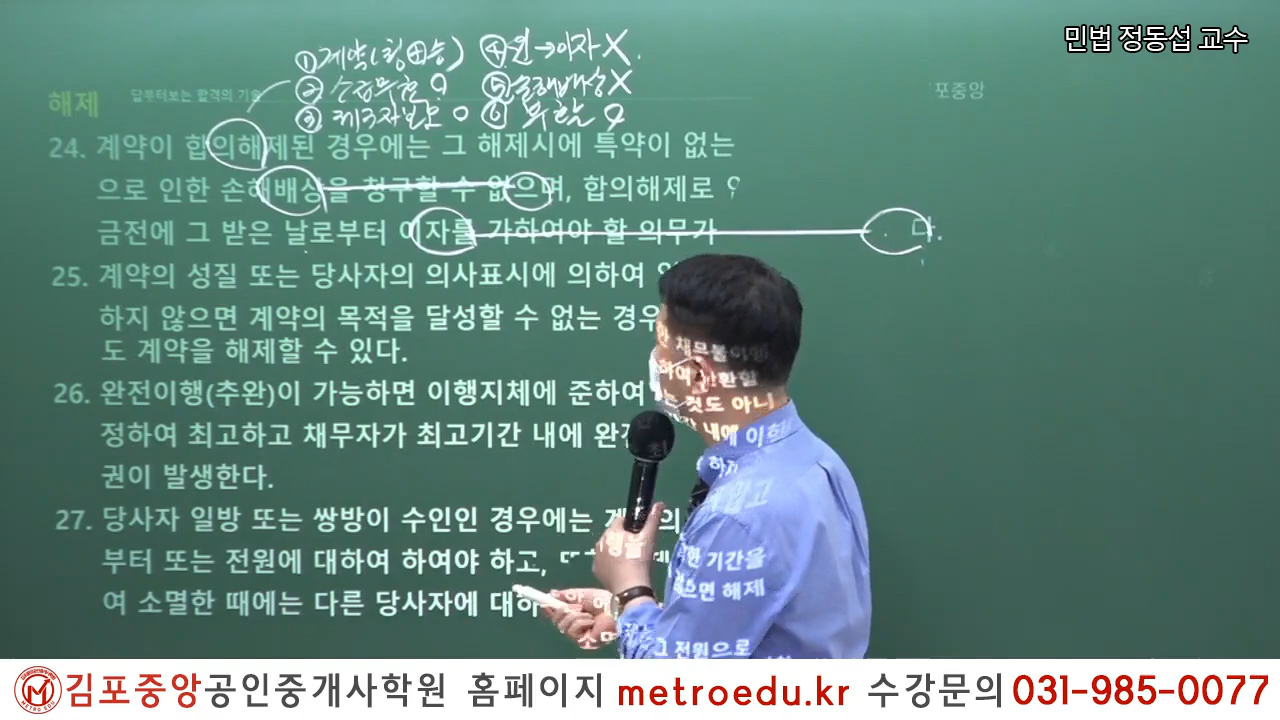 민법 정동섭 교수
① 계약(청⊕승) ④ 원→이자 X
② 소급무효 O ⑤ 손해배상 X
③ 제3자보호 O ⑥
해제 답부터보는 합격의 기술 포중앙
24. 계약이 합의해제된 경우에는 그 해제시에 특약이 없는
으로 인한 손해배상을 청구할 수 없으며, 합의해제로
금전에 그 받은 날로부터 이자를 가하여야 할 의무가 다.
25. 계약의 성질 또는 당사자의 의사표시에 의하여
하지 않으면 계약의 목적을 달성할 수 없는 경우
도 계약을 해제할 수 있다.
26. 완전이행(추완)이 가능하면 이행지체에 준하여
정하여 최고하고 채무자가 최고기간 내에 완전
권이 발생한다.
27. 당사자 일방 또는 쌍방이 수인인 경우에는 계약의
부터 또는 전원에 대하여 하여야 하고,
여 소멸한 때에는 다른 당사자에 대하
김포중앙공인중개사학원 홈페이지 metroedu.kr 수강문의 031-985-0077